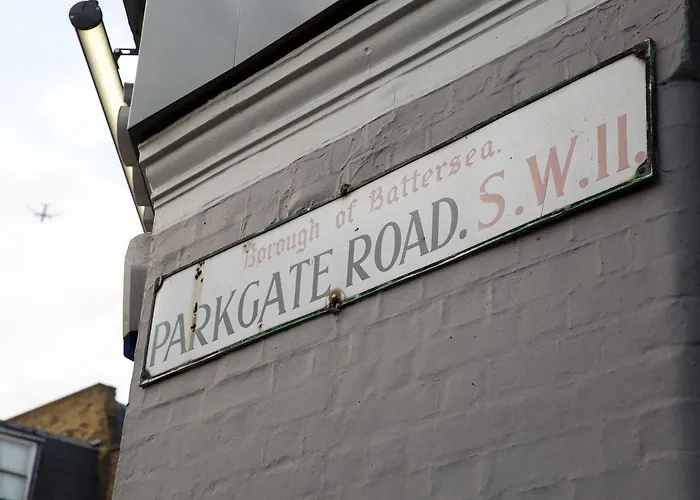 Borough of Battersea.
PARKGATE ROAD. S.W.11.